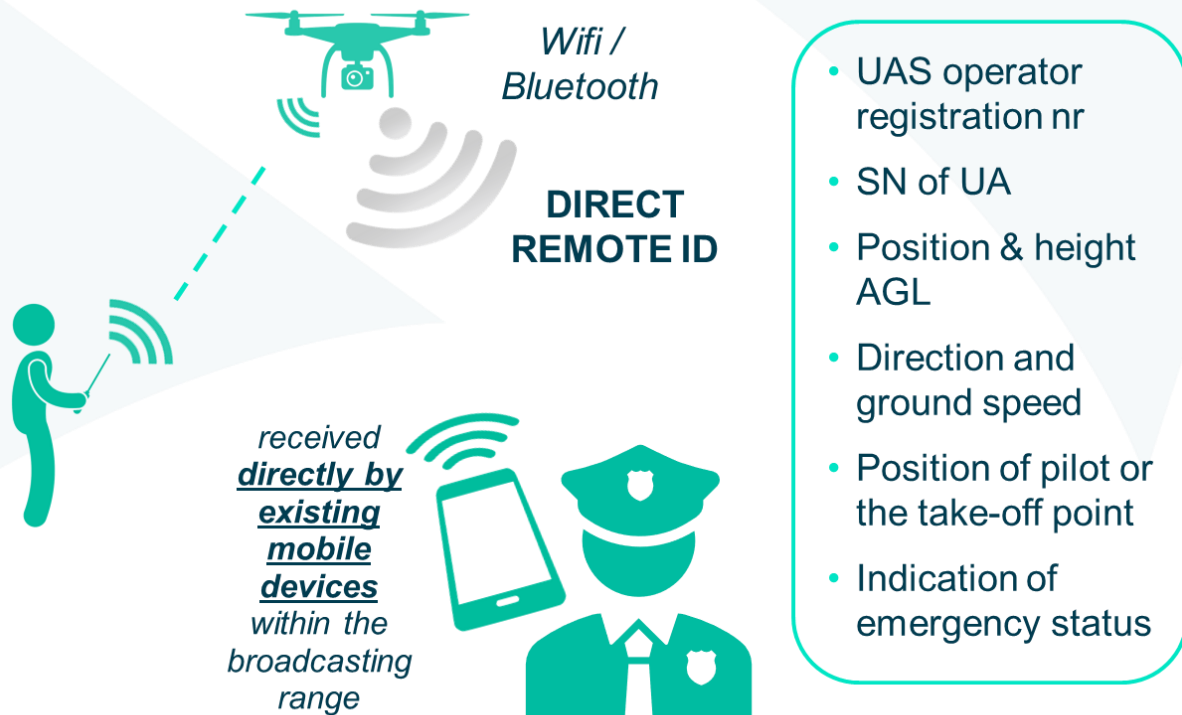 Wifi /
Bluetooth
DIRECT
REMOTE ID
received
directly by
existing
mobile
devices
within the
broadcasting
range
• UAS operator
registration nr
• SN of UA
• Position & height
AGL
• Direction and
ground speed
• Position of pilot or
the take-off point
• Indication of
emergency status